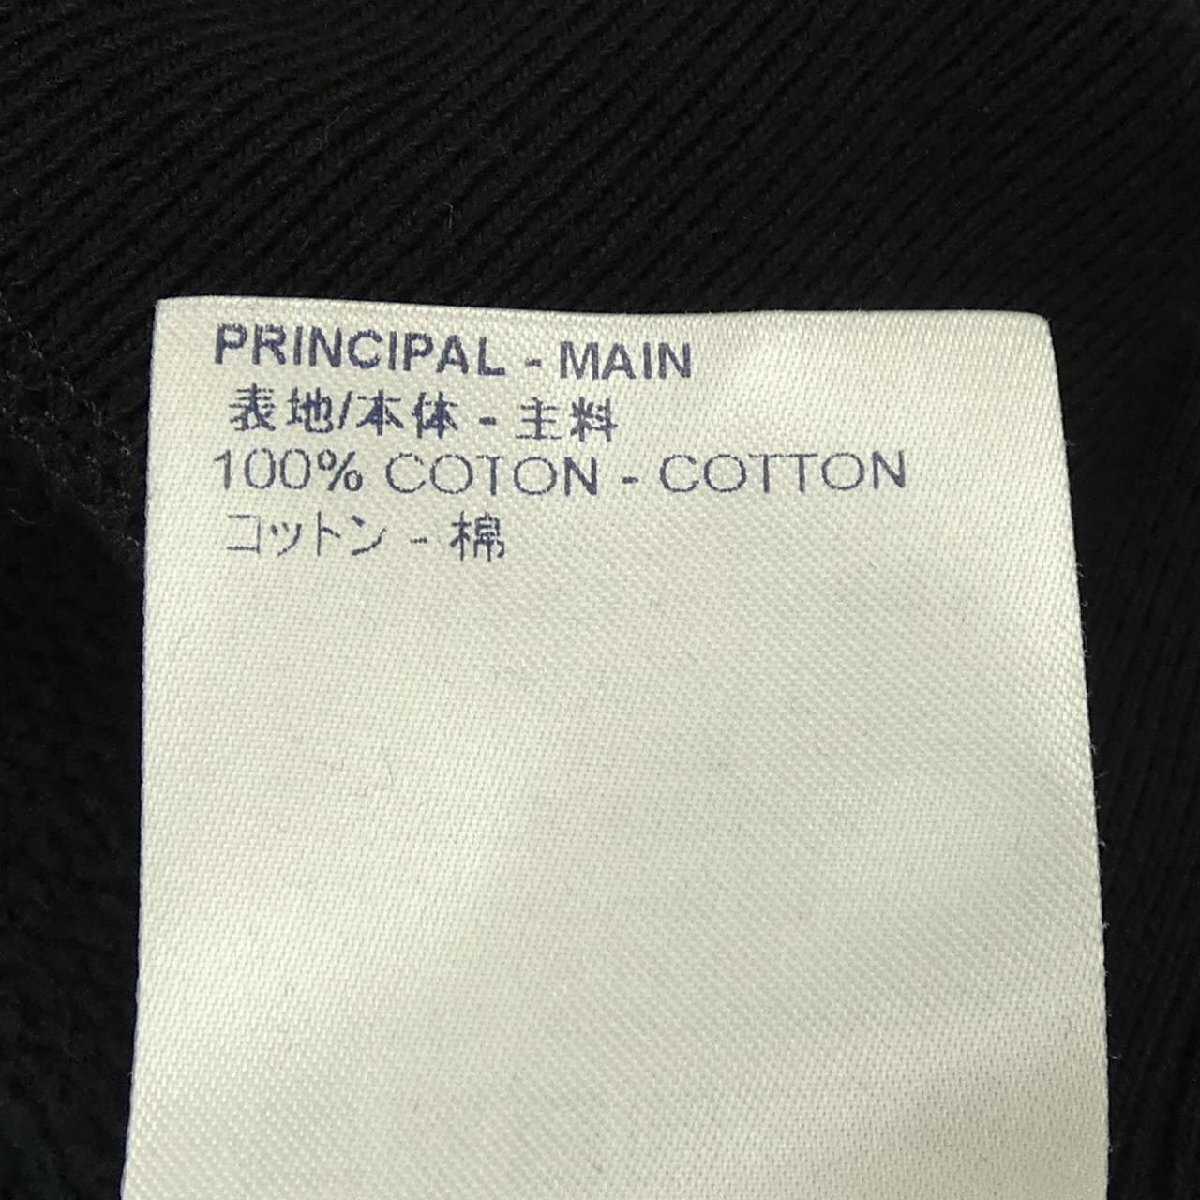 PRINCIPAL - MAIN
表地/本体 - 主料
100% COTON - COTTON
コットン - 棉